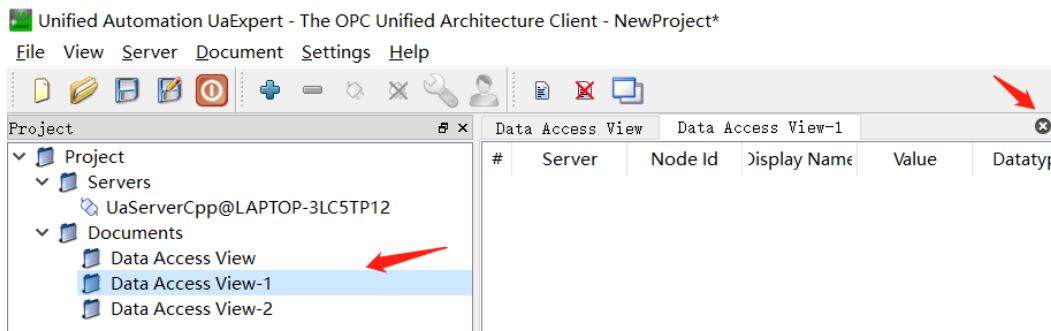 Unified Automation UaExpert - The OPC Unified Architecture Client - NewProject*
File View Server Document Settings Help
Project
Data Access View Data Access View-1
Project
Servers
UaServerCpp@LAPTOP-3LC5TP12
Documents
Data Access View
Data Access View-1
Data Access View-2
# Server Node Id Display Name Value Dataty